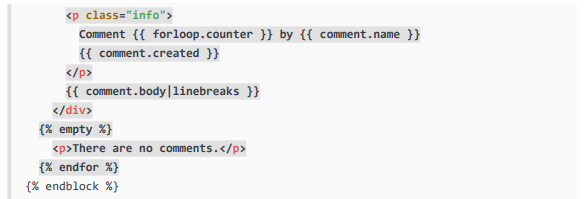 <p class="info">
Comment {{ forloop.counter }} by {{ comment.name }}
{{ comment.created }}
</p>
{{ comment.body|linebreaks }}
</div>
{% empty %}
<p>There are no comments.</p>
{% endfor %}
{% endblock %}